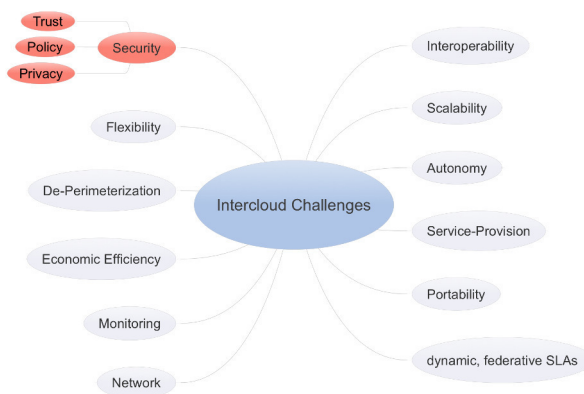 Trust
Policy
Privacy
Security
Flexibility
De-Perimeterization
Economic Efficiency
Monitoring
Network
Intercloud Challenges
Interoperability
Scalability
Autonomy
Service-Provision
Portability
dynamic, federative SLAs